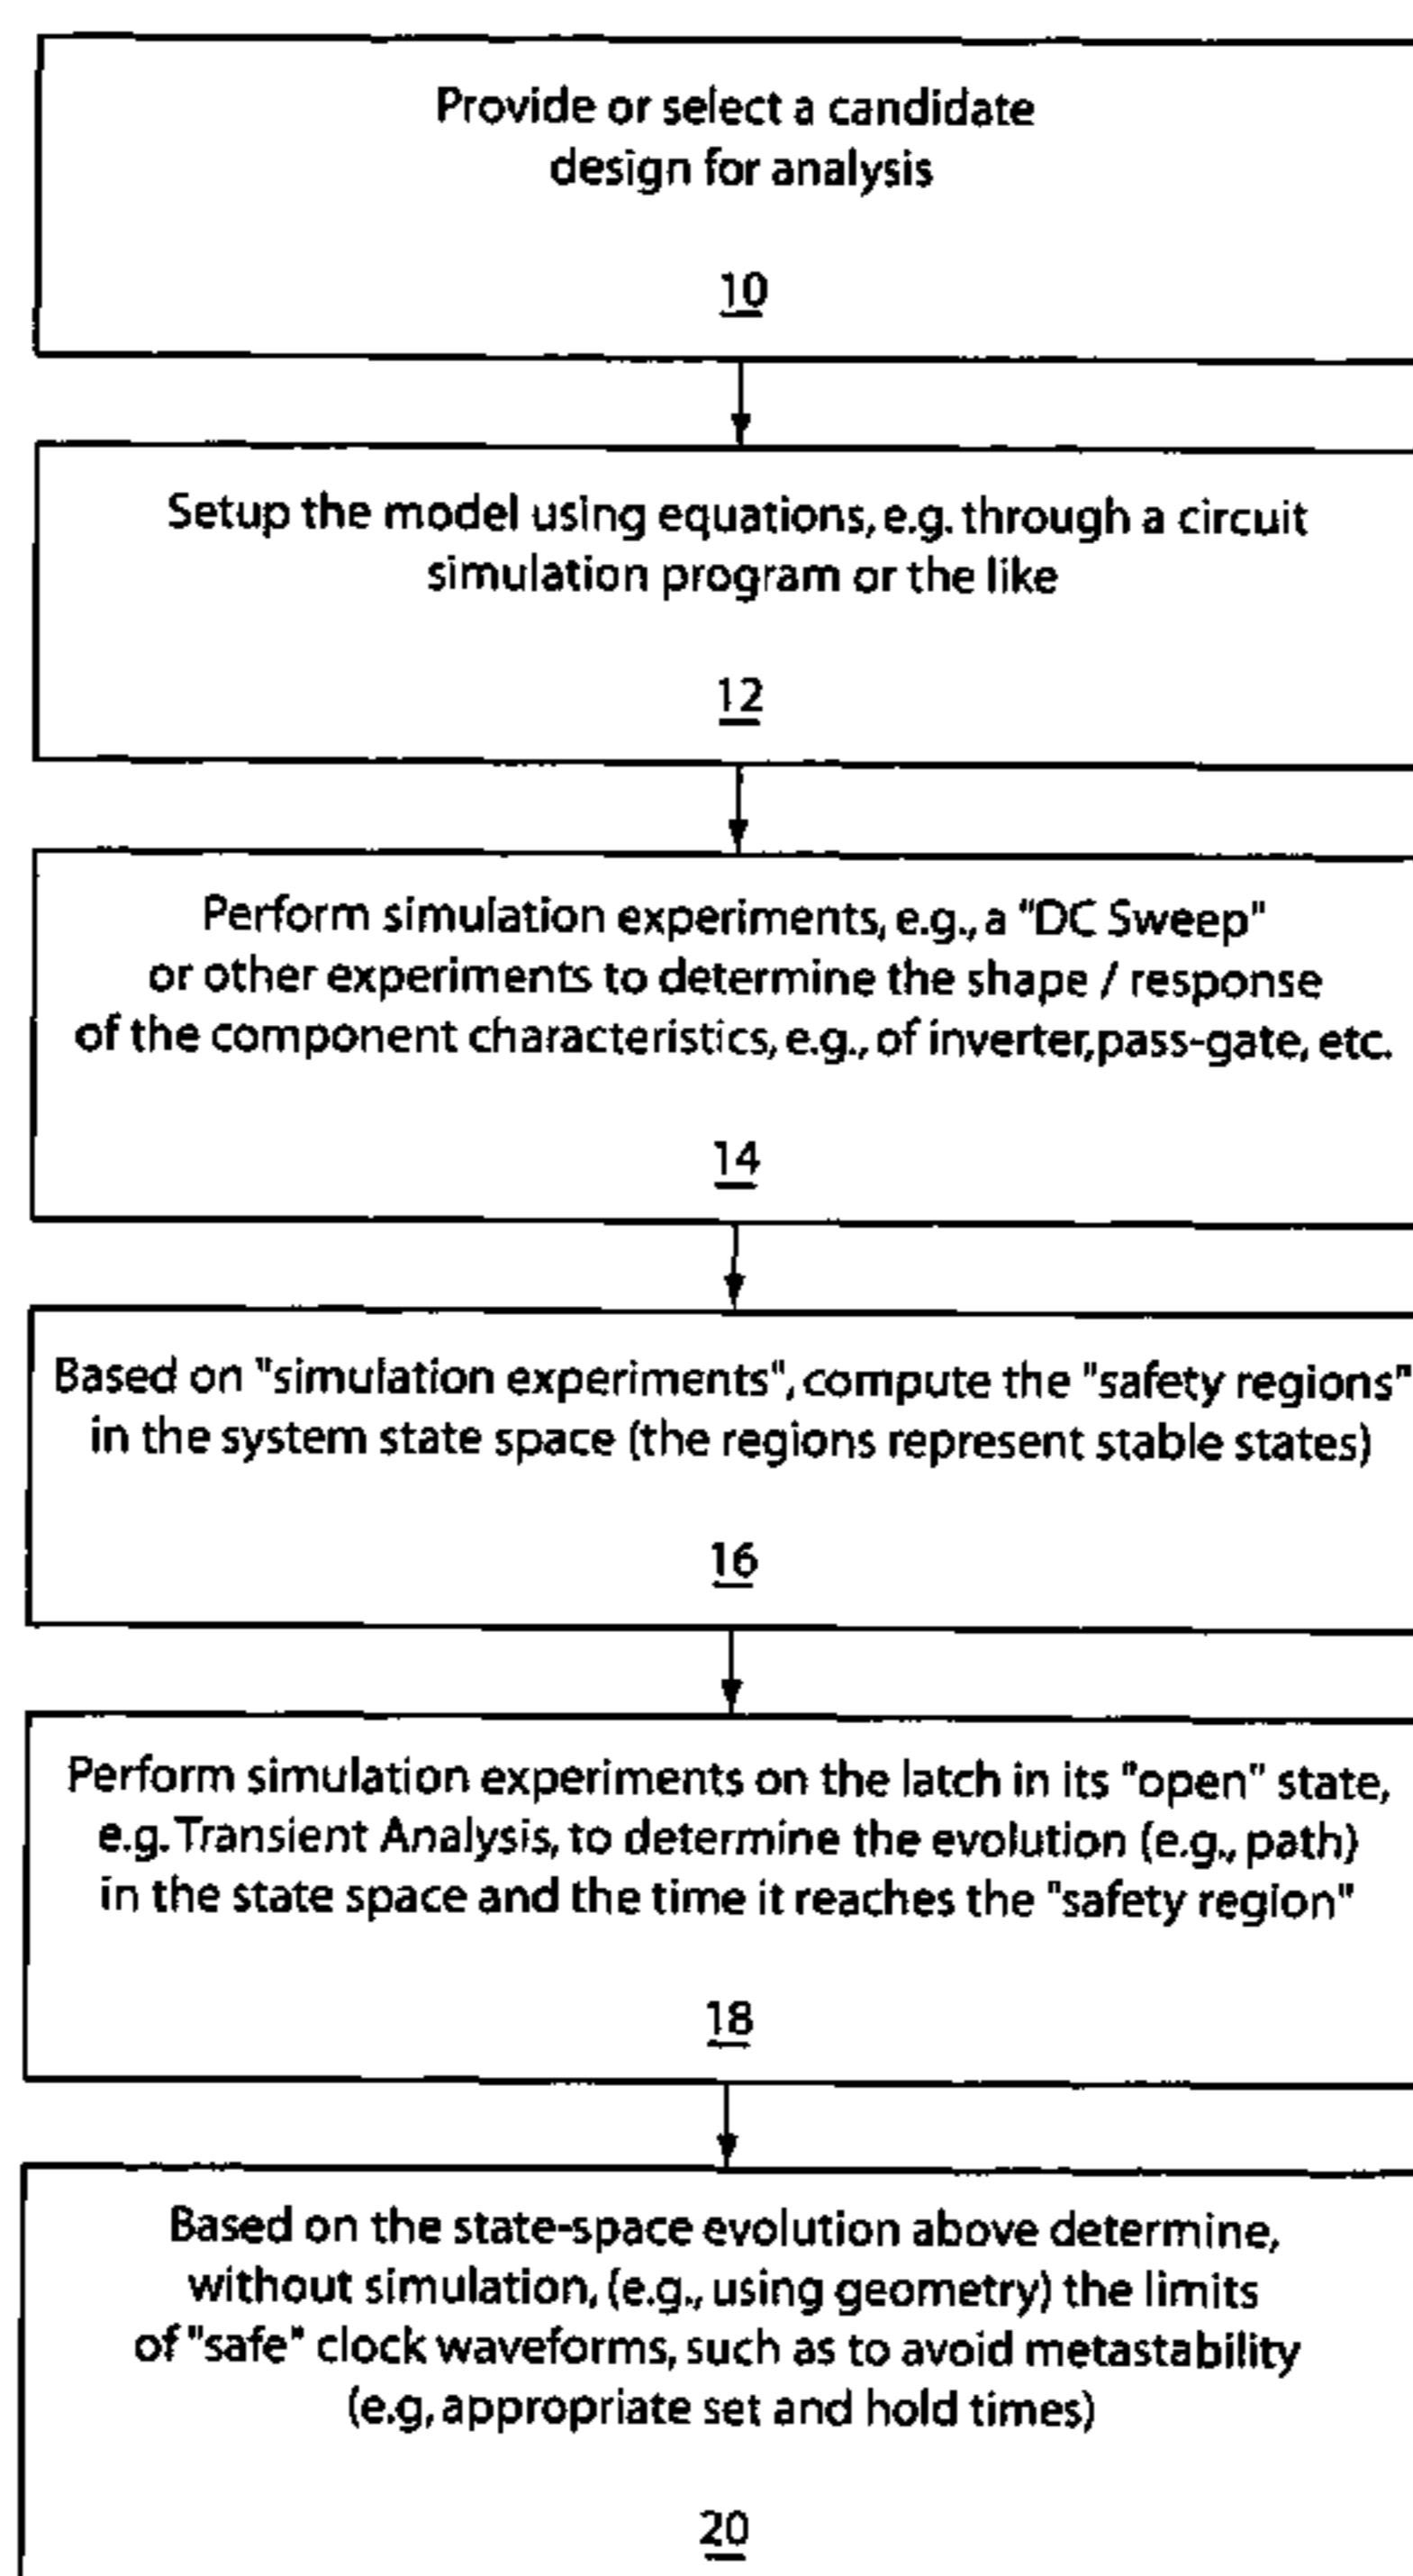 Provide or select a candidate
design for analysis
10
Setup the model using equations, e.g. through a circuit
simulation program or the like
12
Perform simulation experiments, e.g., a "DC Sweep"
or other experiments to determine the shape / response
of the component characteristics, e.g., of inverter,pass-gate, etc.
14
Based on "simulation experiments", compute the "safety regions"
in the system state space (the regions represent stable states)
16
Perform simulation experiments on the latch in its "open" state,
e.g. Transient Analysis, to determine the evolution (e.g., path)
in the state space and the time it reaches the "safety region"
18
Based on the state-space evolution above determine,
without simulation, (e.g., using geometry) the limits
of "safe" clock waveforms, such as to avoid metastability
(e.g, appropriate set and hold times)
20